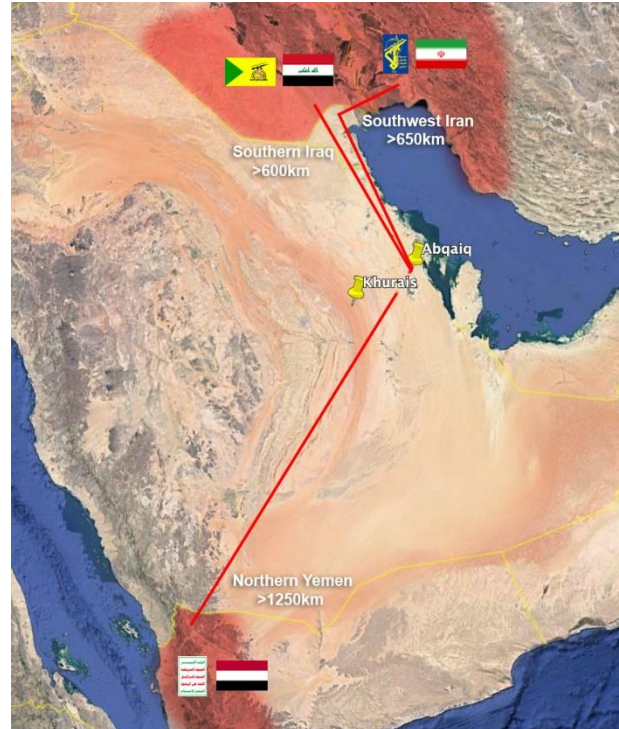 Southwest Iran
>650km
Southern Iraq
>600km
Abqaiq
Khurais
Northern Yemen
>1250km